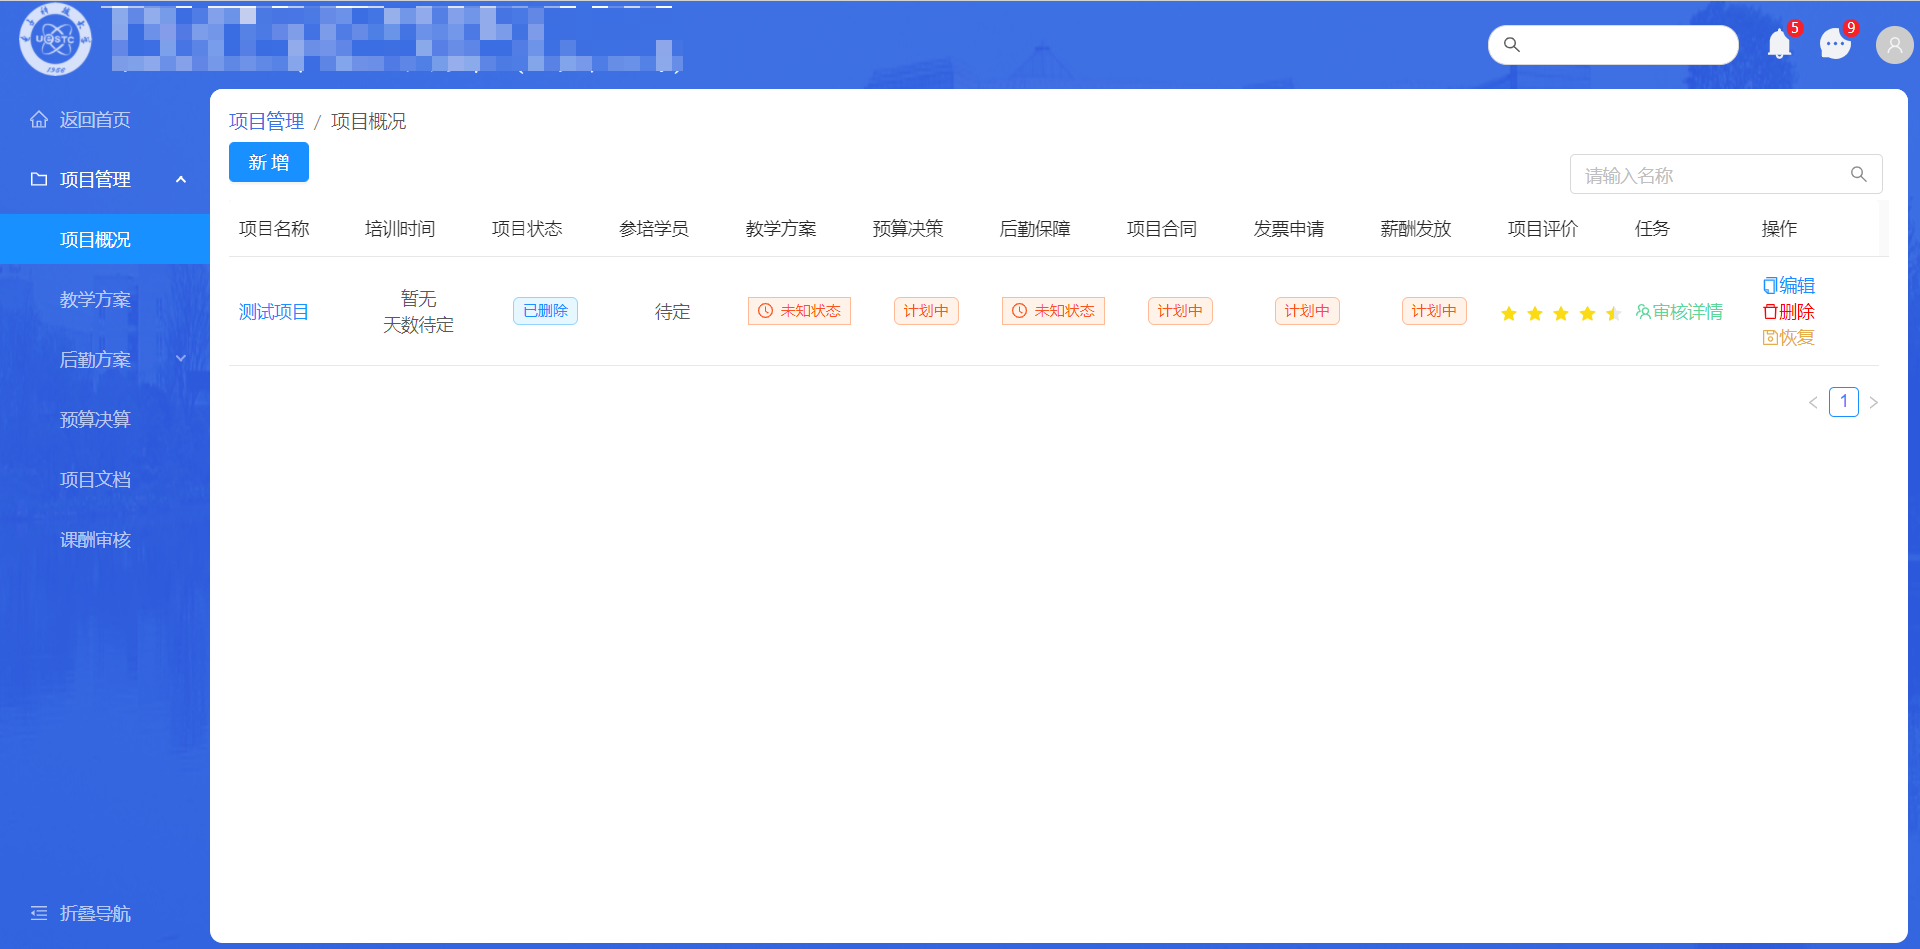 UESTC
1956
5
9
返回首页
项目管理
项目概况
教学方案
后勤方案
预算决算
项目文档
课酬审核
折叠导航
项目管理 / 项目概况
新增
请输入名称
项目名称 培训时间 项目状态 参培学员 教学方案 预算决策 后勤保障 项目合同 发票申请 薪酬发放 项目评价 任务 操作
测试项目 暂无 已删除 待定 未知状态 计划中 未知状态 计划中 计划中 计划中 审核详情 编辑
天数待定 删除
恢复
< 1 >